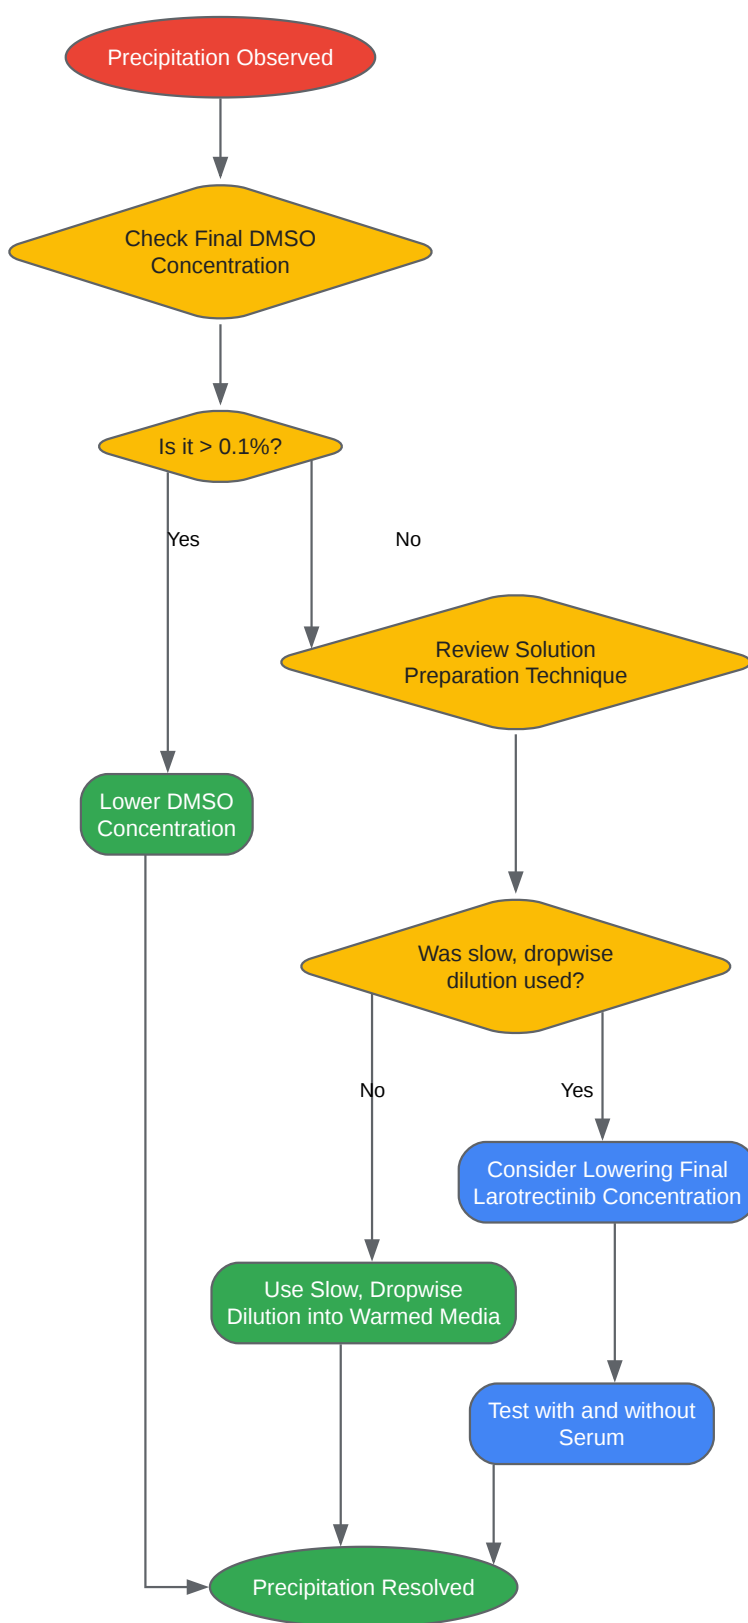 Precipitation Observed
Check Final DMSO
Concentration
Is it > 0.1%?
Yes
No
Review Solution
Preparation Technique
Lower DMSO
Concentration
Was slow, dropwise
dilution used?
No
Yes
Consider Lowering Final
Larotrectinib Concentration
Use Slow, Dropwise
Dilution into Warmed Media
Test with and without
Serum
Precipitation Resolved